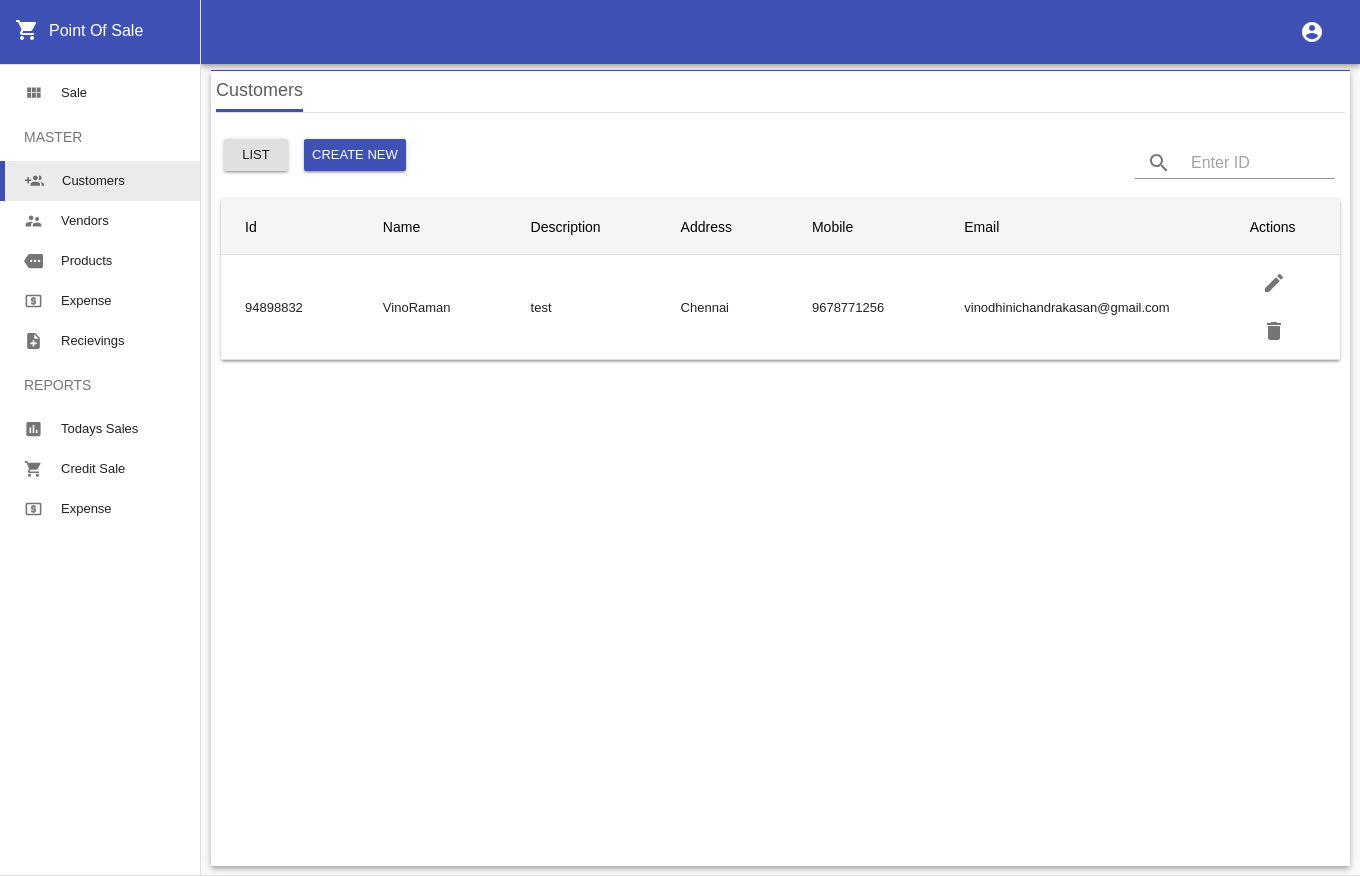 Point Of Sale
Sale
MASTER
Customers
Vendors
Products
Expense
Recievings
REPORTS
Todays Sales
Credit Sale
Expense
Customers
LIST CREATE NEW
Enter ID
Id Name Description Address Mobile Email Actions
94898832 VinoRaman test Chennai 9678771256 vinodhinichandrakasan@gmail.com